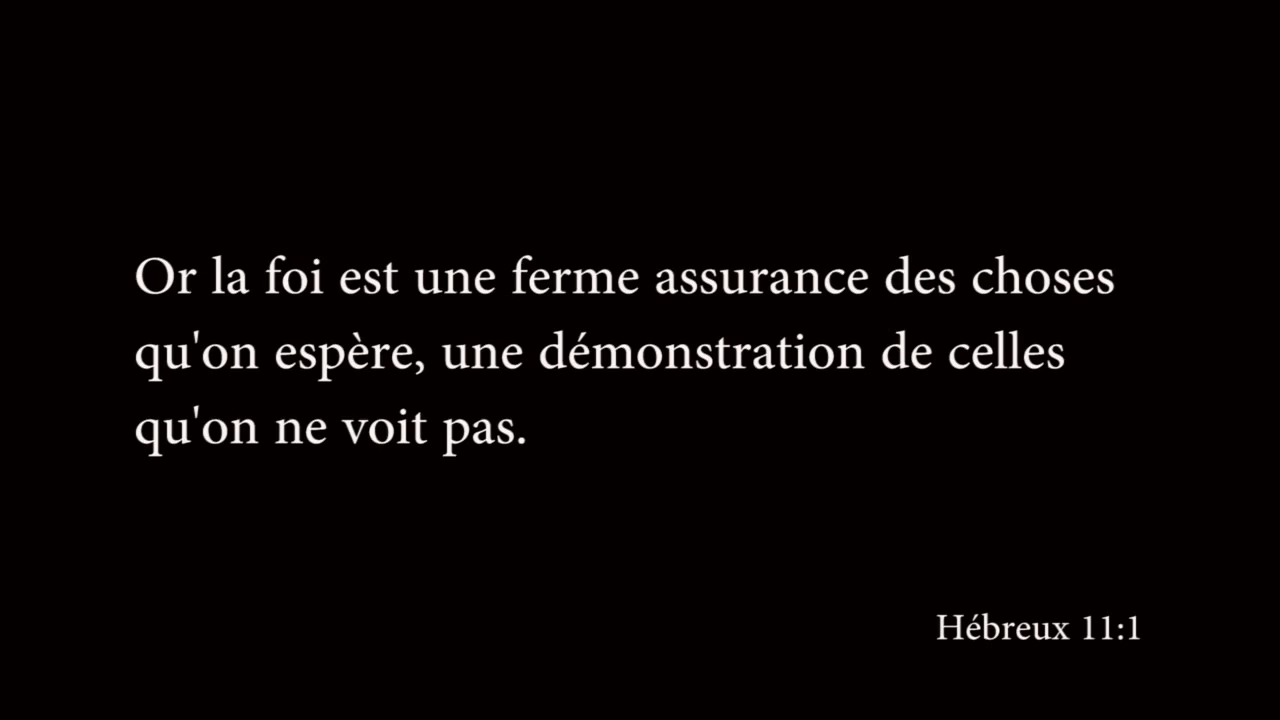 Or la foi est une ferme assurance des choses
qu'on espère, une démonstration de celles
qu'on ne voit pas.
Hébreux 11:1